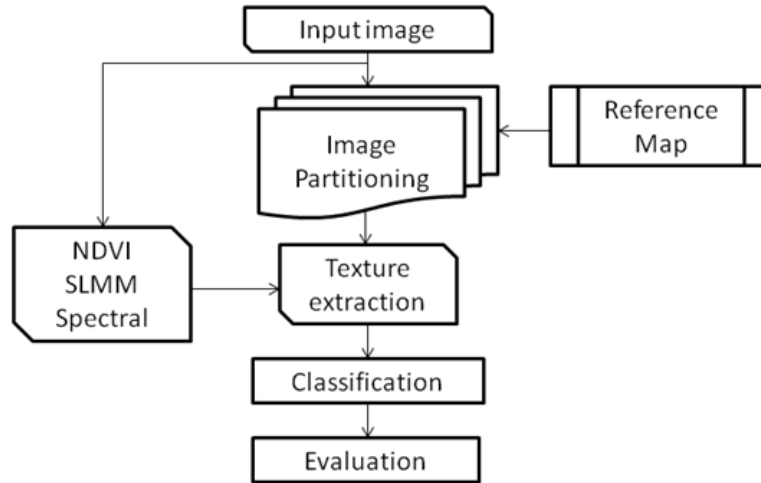 Input image
Image
Partitioning
Reference
Map
NDVI
SLMM
Spectral
Texture
extraction
Classification
Evaluation